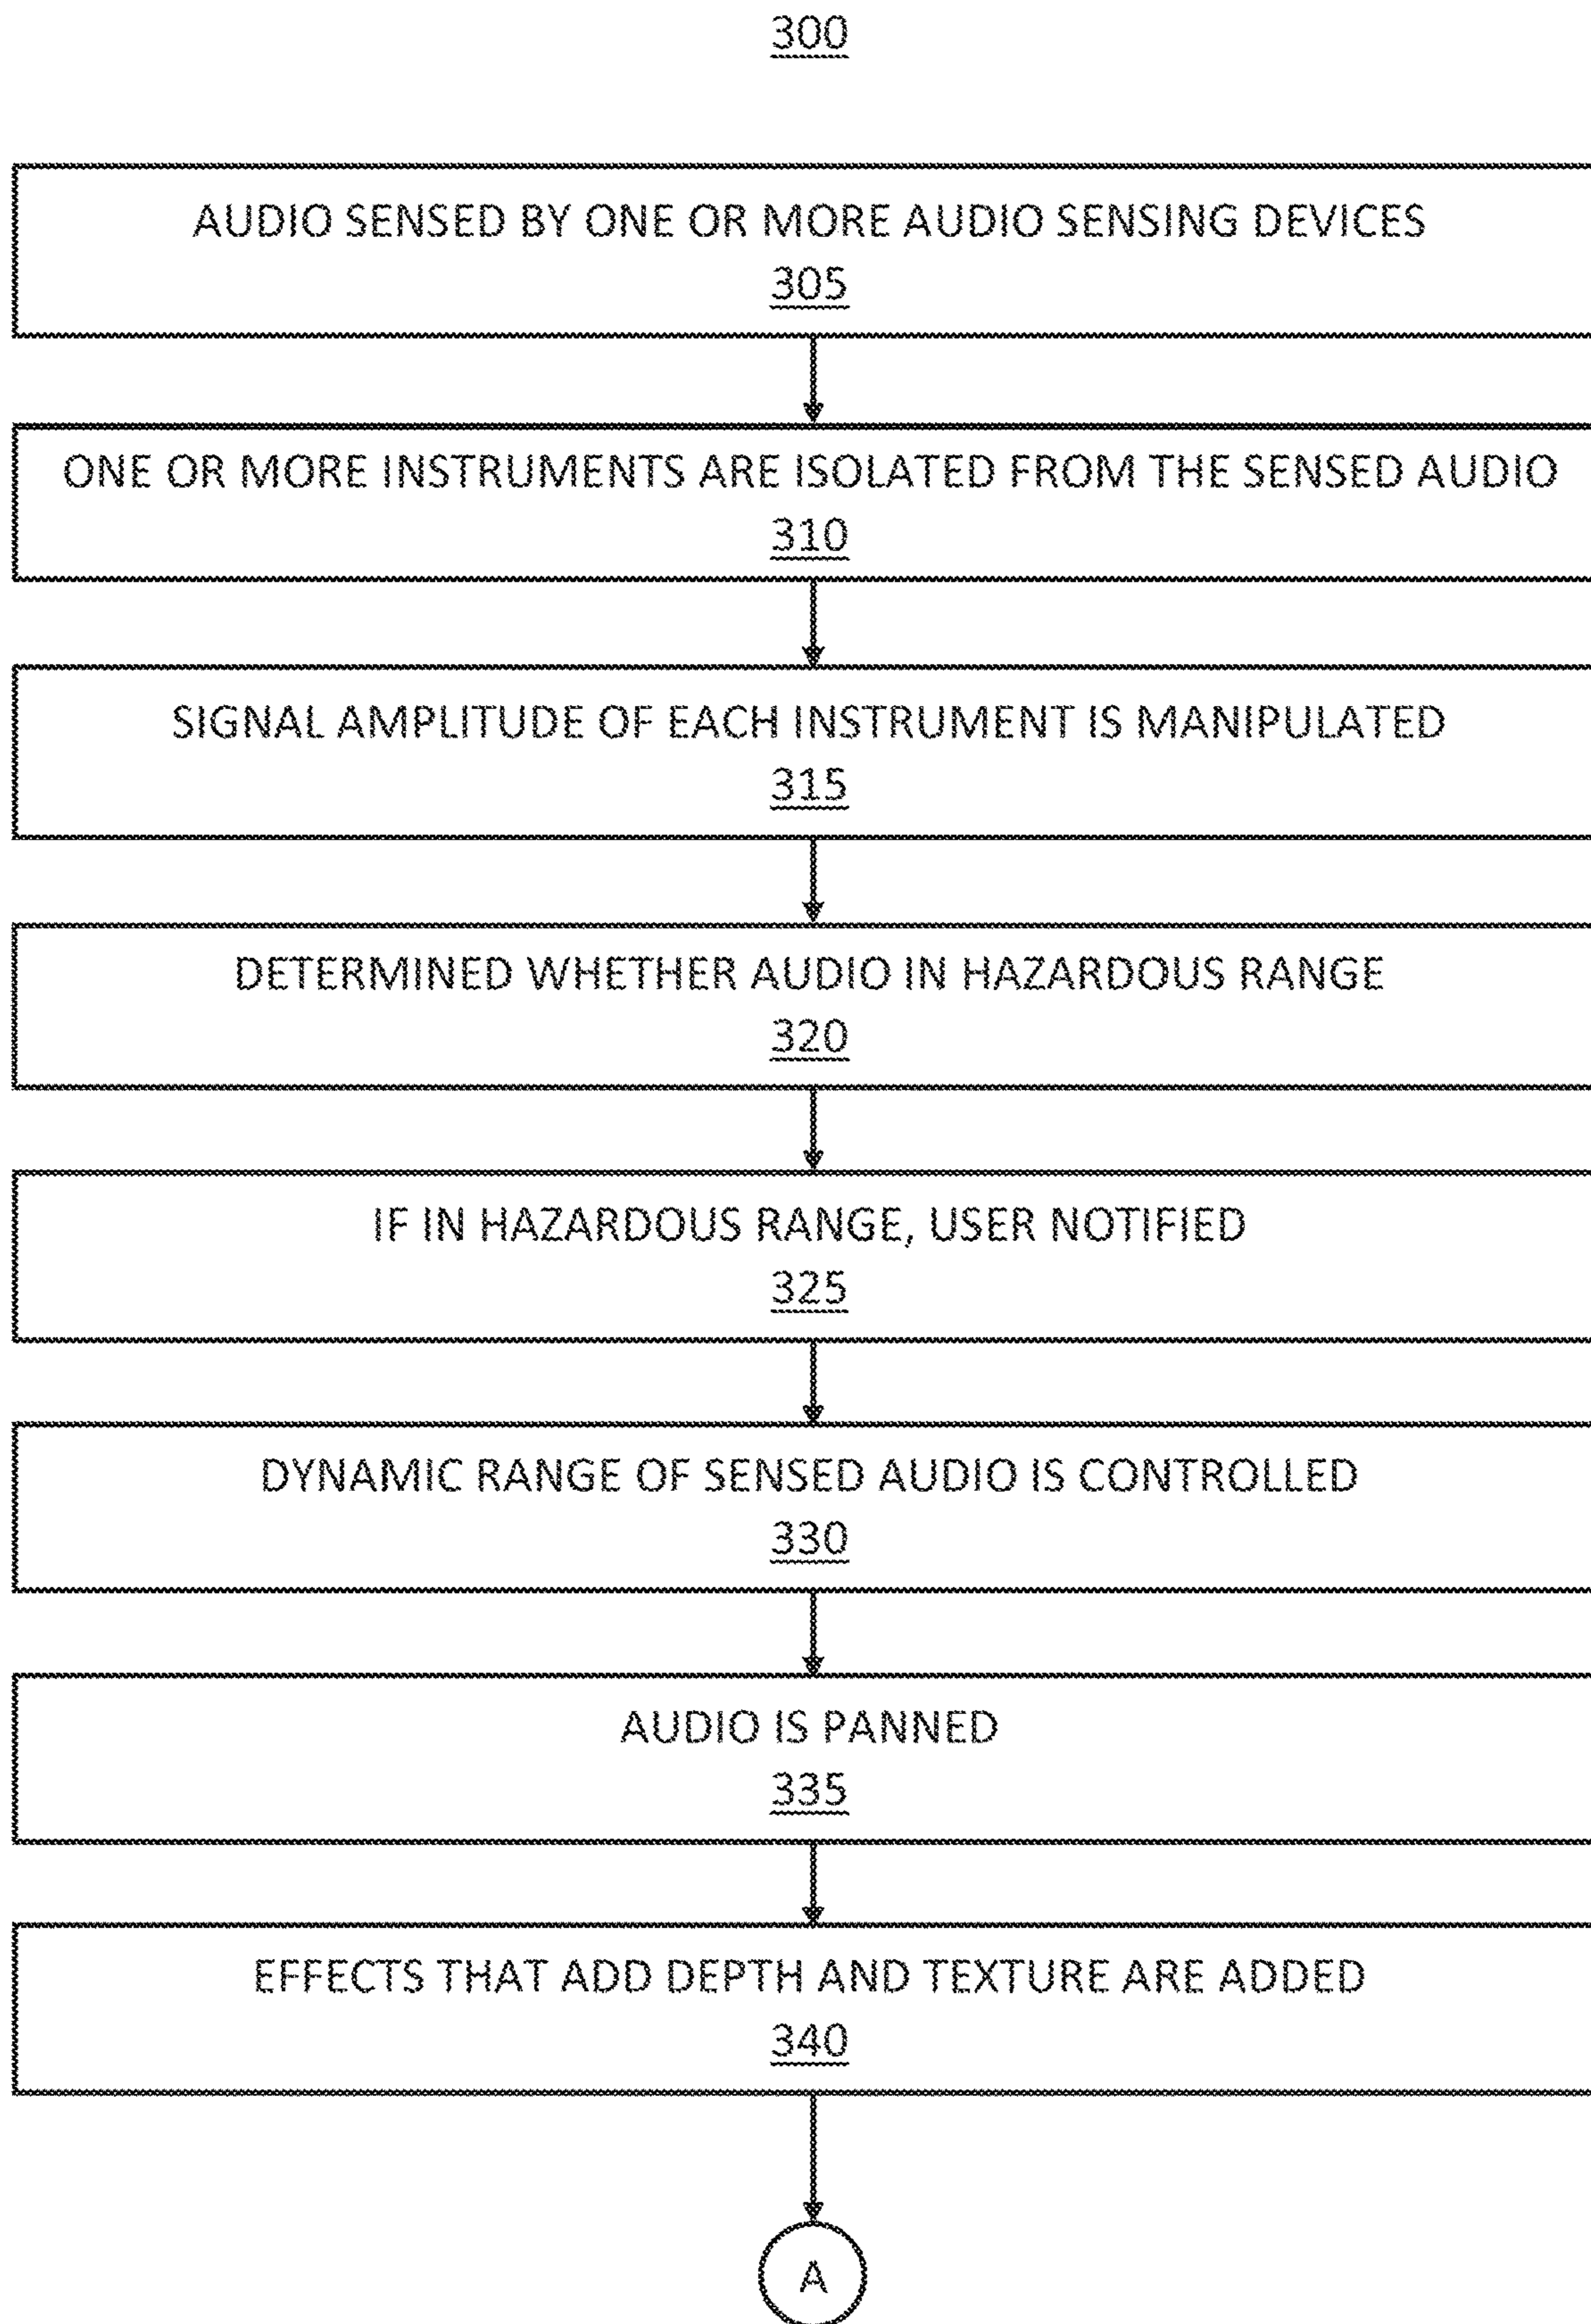 300
AUDIO SENSED BY ONE OR MORE AUDIO SENSING DEVICES
305
ONE OR MORE INSTRUMENTS ARE ISOLATED FROM THE SENSED AUDIO
310
SIGNAL AMPLITUDE OF EACH INSTRUMENT IS MANIPULATED
315
DETERMINED WHETHER AUDIO IN HAZARDOUS RANGE
320
IF IN HAZARDOUS RANGE, USER NOTIFIED
325
DYNAMIC RANGE OF SENSED AUDIO IS CONTROLLED
330
AUDIO IS PANNED
335
EFFECTS THAT ADD DEPTH AND TEXTURE ARE ADDED
340
A